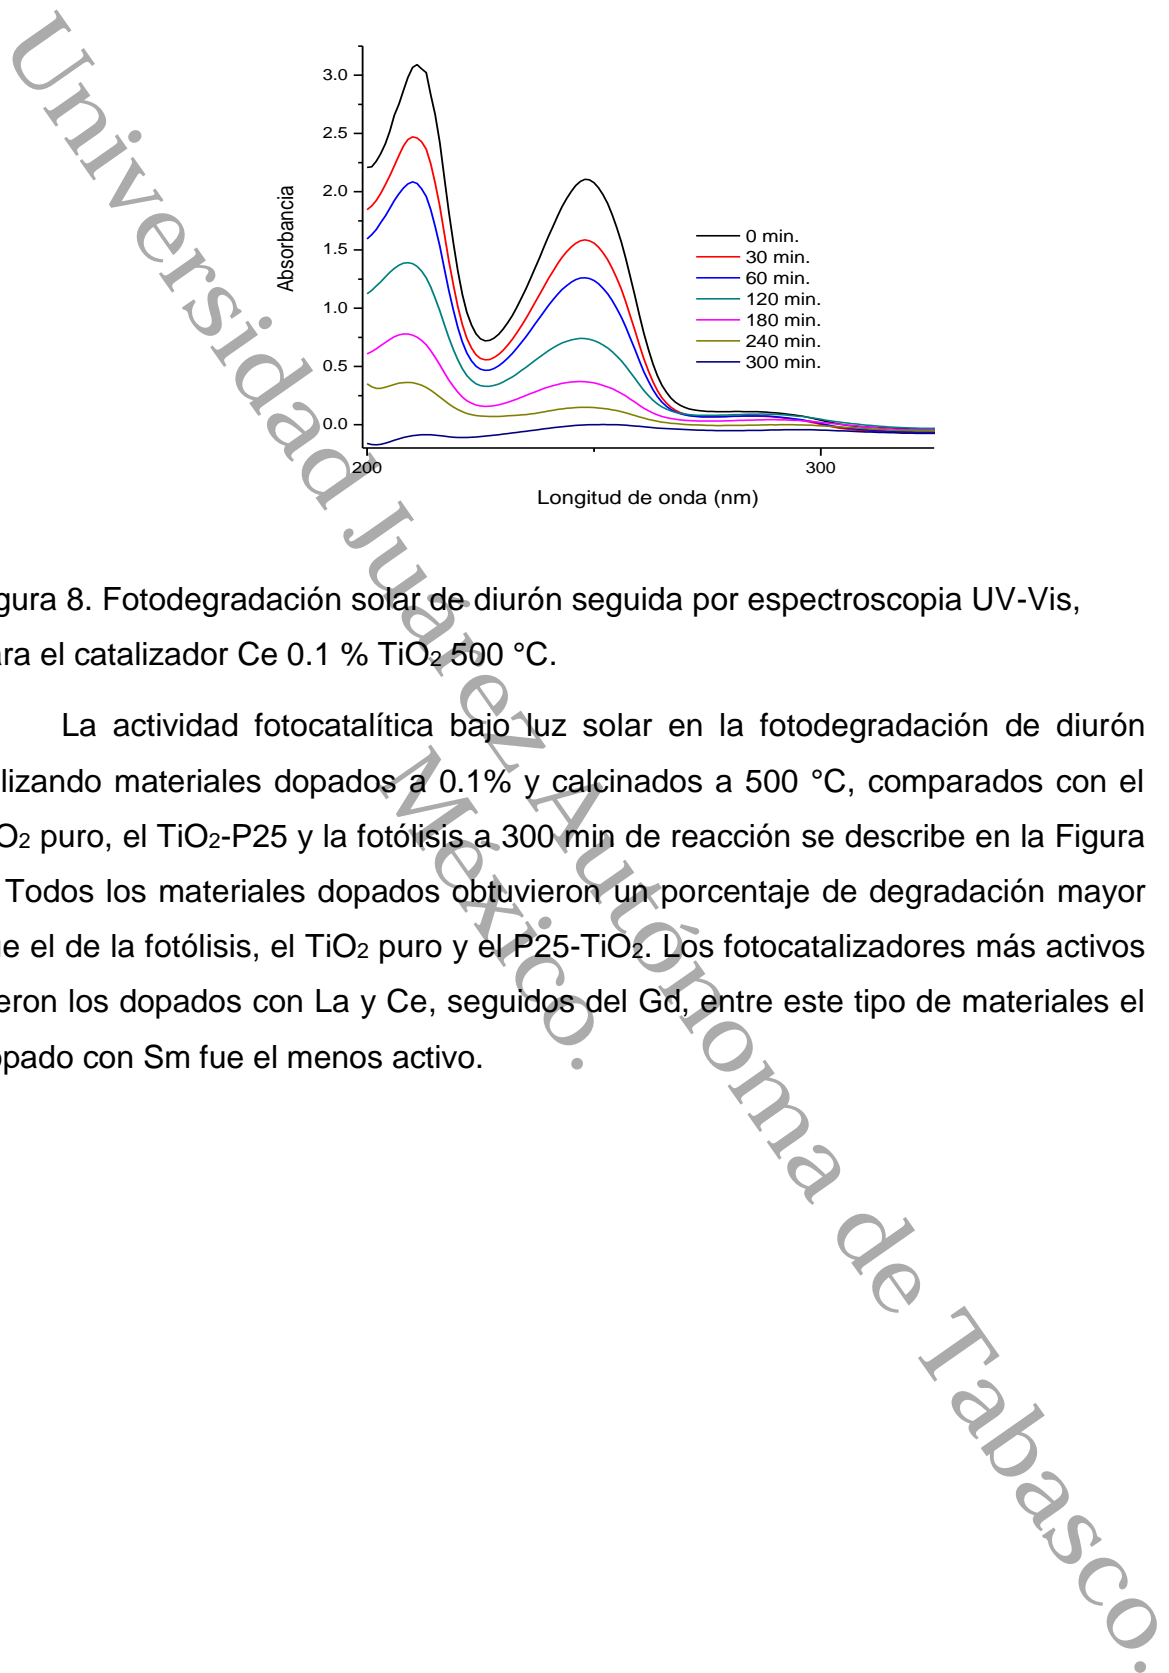 3.0
2.5
2.0
1.5
1.0
0.5
0.0
Absorbancia
200
300
Longitud de onda (nm)
0 min.
30 min.
60 min.
120 min.
180 min.
240 min.
300 min.
gura 8. Fotodegradación solar de diurón seguida por espectroscopia UV-Vis,
ara el catalizador Ce 0.1 % TiO₂ 500 °C.
La actividad fotocatalítica bajo luz solar en la fotodegradación de diurón
lizando materiales dopados a 0.1% y calcinados a 500 °C, comparados con el
O₂ puro, el TiO₂-P25 y la fotólisis a 300 min de reacción se describe en la Figura
Todos los materiales dopados obtuvieron un porcentaje de degradación mayor
ue el de la fotólisis, el TiO₂ puro y el P25-TiO₂. Los fotocatalizadores más activos
eron los dopados con La y Ce, seguidos del Gd, entre este tipo de materiales el
opado con Sm fue el menos activo.
Universidad Juárez Autónoma de Tabasco.
México.